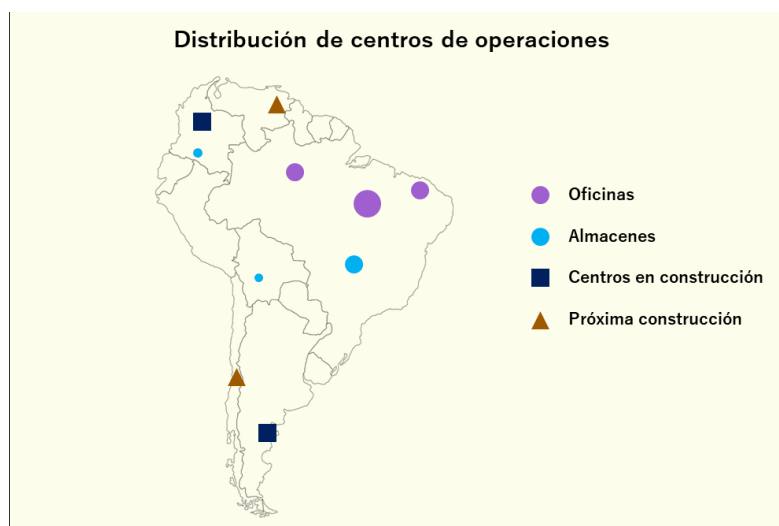 Distribución de centros de operaciones
Oficinas
Almacenes
Centros en construcción
Próxima construcción